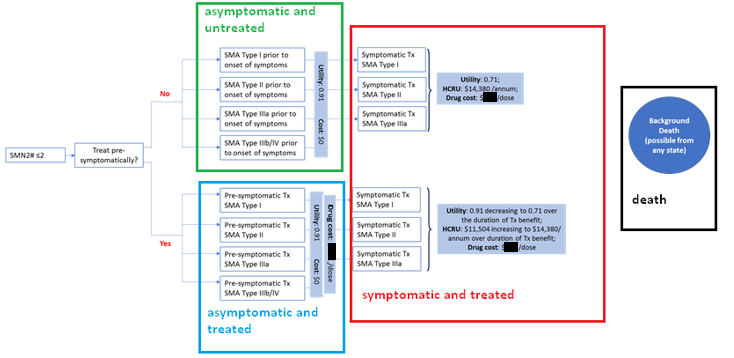 asymptomatic and
untreated
SMA Type I prior to
onset of symptoms
SMA Type II prior to
onset of symptoms
SMA Type IIIa prior to
onset of symptoms
SMA Type IIIb/IV prior
to onset of symptoms
Utility: 0.91
Cost: $0
Symptomatic Tx
SMA Type I
Symptomatic Tx
SMA Type II
Symptomatic Tx
SMA Type IIIa
Utility: 0.71;
HCRU: $14,380 /annum;
Drug cost: $ /dose
Background
Death
(possible from
any state)
death
No
SMN2# ≤2
Treat pre-
symptomatically?
Yes
Pre-symptomatic Tx
SMA Type I
Pre-symptomatic Tx
SMA Type II
Pre-symptomatic Tx
SMA Type IIIa
Pre-symptomatic Tx
SMA Type IIIb/IV
Utility: 0.91
Cost: $0
Drug cost: /dose
Symptomatic Tx
SMA Type I
Symptomatic Tx
SMA Type II
Symptomatic Tx
SMA Type IIIa
Utility: 0.91 decreasing to 0.71 over
the duration of Tx benefit;
HCRU: $11,504 increasing to $14,380/
annum over duration of Tx benefit;
Drug cost: $ /dose
symptomatic and treated
asymptomatic and
treated